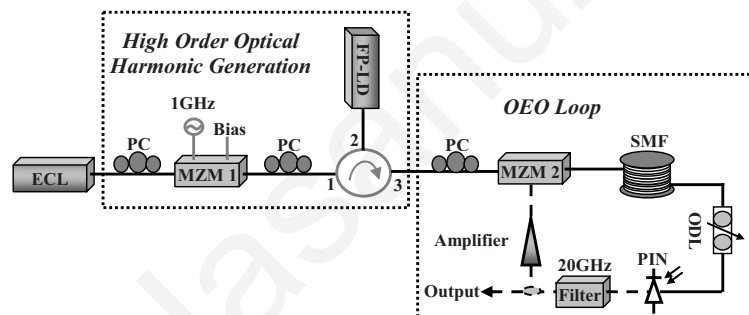 High Order Optical
Harmonic Generation
FP-LD
1GHz
Bias
PC
PC
2
ECL
MZM 1
1
3
OEO Loop
PC
SMF
MZM 2
ODL
Amplifier
20GHz
PIN
Output
Filter